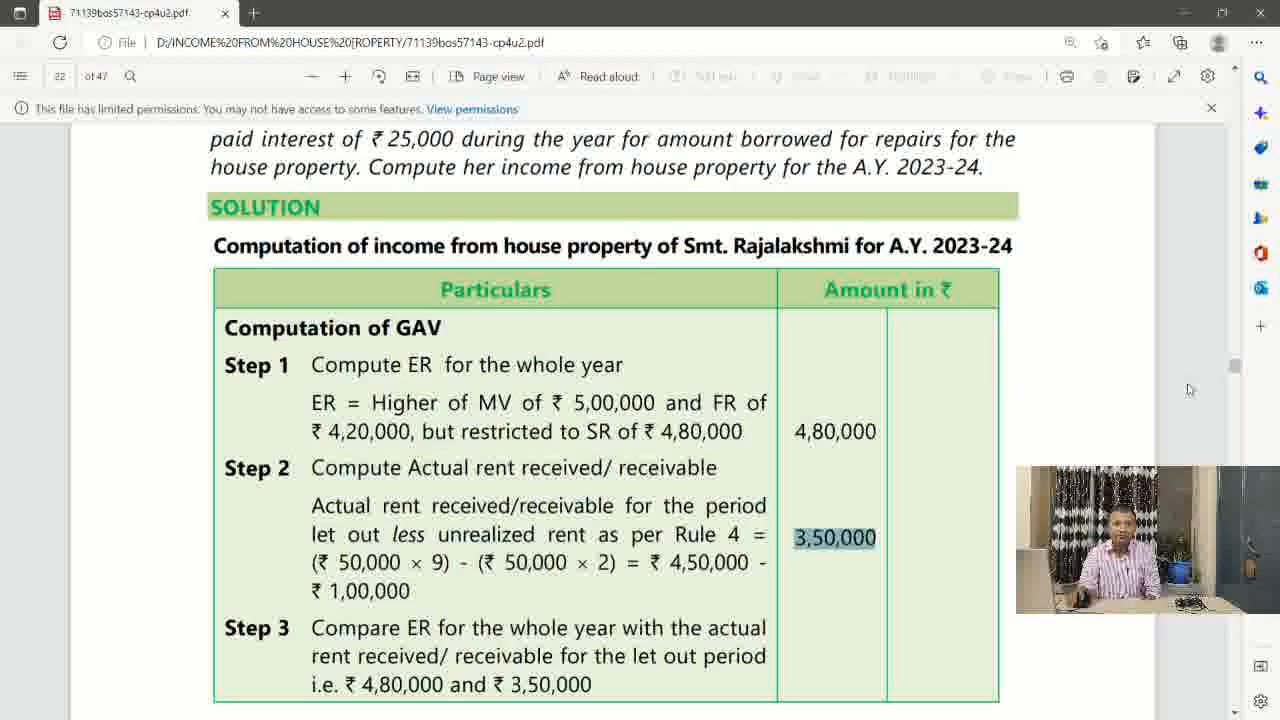 71139bos57143-cp4u2.pdf
File D:/INCOME%20FROM%20HOUSE%20[ROPERTY/71139bos57143-cp4u2.pdf
22 of 47 Page view Read aloud
This file has limited permissions. You may not have access to some features. View permissions
paid interest of ₹ 25,000 during the year for amount borrowed for repairs for the
house property. Compute her income from house property for the A.Y. 2023-24.
SOLUTION
Computation of income from house property of Smt. Rajalakshmi for A.Y. 2023-24
Particulars Amount in ₹
Computation of GAV
Step 1 Compute ER for the whole year
ER = Higher of MV of ₹ 5,00,000 and FR of
₹ 4,20,000, but restricted to SR of ₹ 4,80,000 4,80,000
Step 2 Compute Actual rent received/ receivable
Actual rent received/receivable for the period
let out less unrealized rent as per Rule 4 = 3,50,000
(₹ 50,000 × 9) - (₹ 50,000 × 2) = ₹ 4,50,000 -
₹ 1,00,000
Step 3 Compare ER for the whole year with the actual
rent received/ receivable for the let out period
i.e. ₹ 4,80,000 and ₹ 3,50,000